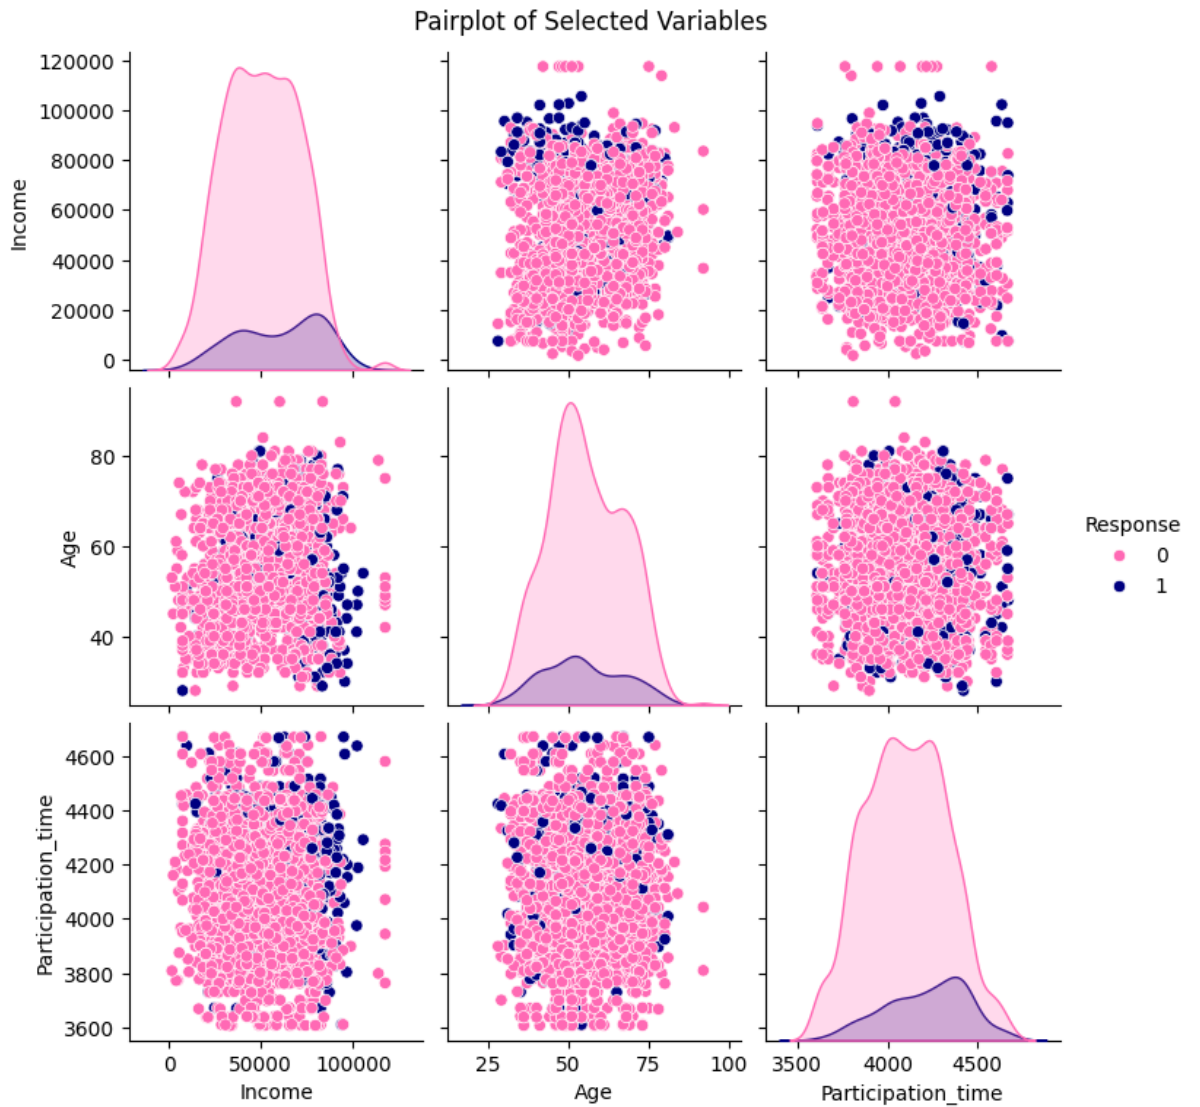 Pairplot of Selected Variables
120000
100000
80000
60000
40000
20000
0
Income
80
60
40
Age
Response
0
1
4600
4400
4200
4000
3800
3600
Participation_time
0 50000 100000
25 50 75 100
3500 4000 4500
Income
Age
Participation_time